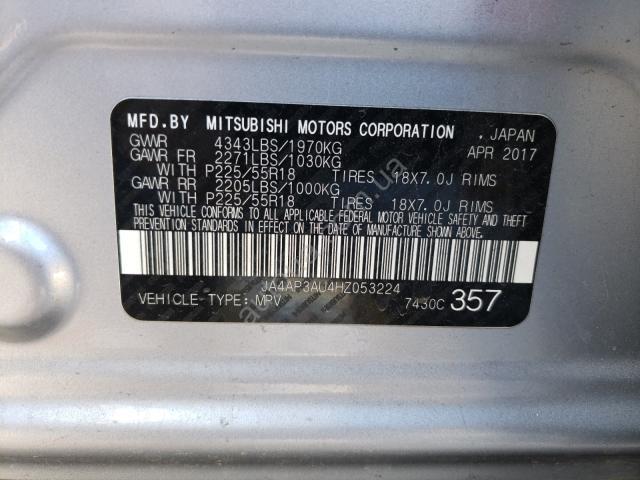 MFD.BY MITSUBISHI MOTORS CORPORATION . JAPAN
GVWR 4343LBS/1970KG APR 2017
GAWR FR 2271LBS/1030KG
WITH P225/55R18 TIRES 18X7.0J RIMS
GAWR RR 2205LBS/1000KG
WITH P225/55R18 TIRES 18X7.0J RIMS
THIS VEHICLE CONFORMS TO ALL APPLICABLE FEDERAL MOTOR VEHICLE SAFETY AND THEFT
PREVENTION STANDARDS IN EFFECT ON THE DATE OF MANUFACTURE SHOWN ABOVE.
JA4AP3AU4HZ053224
VEHICLE-TYPE: MPV 7430C 357